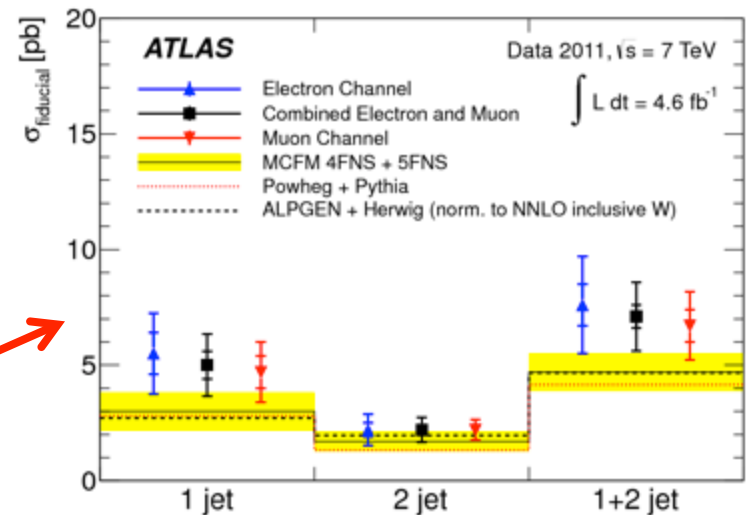 20
15
10
5
0
σfiducial [pb]
ATLAS
Data 2011, √s = 7 TeV
∫ L dt = 4.6 fb⁻¹
Electron Channel
Combined Electron and Muon
Muon Channel
MCFM 4FNS + 5FNS
Powheg + Pythia
ALPGEN + Herwig (norm. to NNLO inclusive W)
1 jet
2 jet
1+2 jet